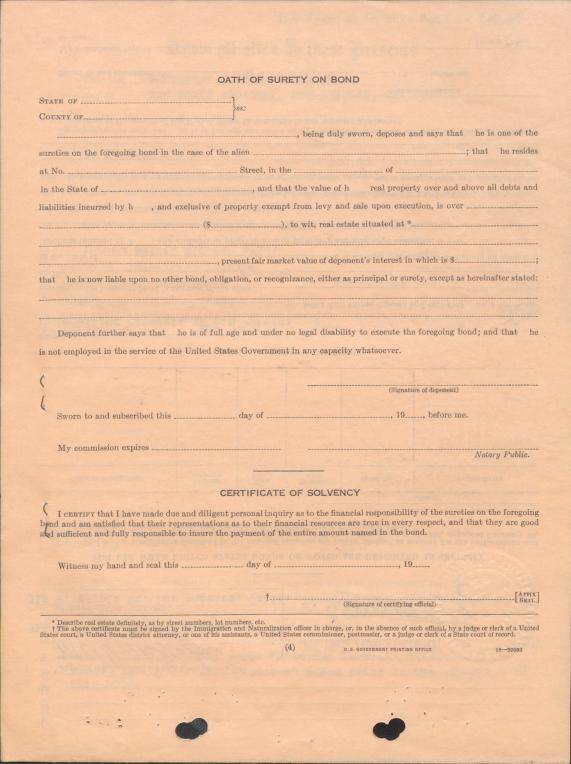 OATH OF SURETY ON BOND
STATE OF
COUNTY OF
ss:
, being duly sworn, deposes and says that he is one of the
sureties on the foregoing bond in the case of the alien ; that he resides
at No. Street, in the of
in the State of , and that the value of h real property over and above all debts and
liabilities incurred by h , and exclusive of property exempt from levy and sale upon execution, is over
($ ), to wit, real estate situated at *
, present fair market value of deponent's interest in which is $ ;
that he is now liable upon no other bond, obligation, or recognizance, either as principal or surety, except as hereinafter stated:
Deponent further says that he is of full age and under no legal disability to execute the foregoing bond; and that he
is not employed in the service of the United States Government in any capacity whatsoever.
(Signature of deponent)
Sworn to and subscribed this day of , 19 , before me.
My commission expires
Notary Public.
CERTIFICATE OF SOLVENCY
I CERTIFY that I have made due and diligent personal inquiry as to the financial responsibility of the sureties on the foregoing
bond and am satisfied that their representations as to their financial resources are true in every respect, and that they are good
and sufficient and fully responsible to insure the payment of the entire amount named in the bond.
Witness my hand and seal this day of , 19
†
(Signature of certifying official)
[AFFIX SEAL.]
* Describe real estate definitely, as by street numbers, lot numbers, etc.
† The above certificate must be signed by the Immigration and Naturalization officer in charge, or, in the absence of such official, by a judge or clerk of a United
States court, a United States district attorney, or one of his assistants, a United States commissioner, postmaster, or a judge or clerk of a State court of record.
(4)
U. S. GOVERNMENT PRINTING OFFICE